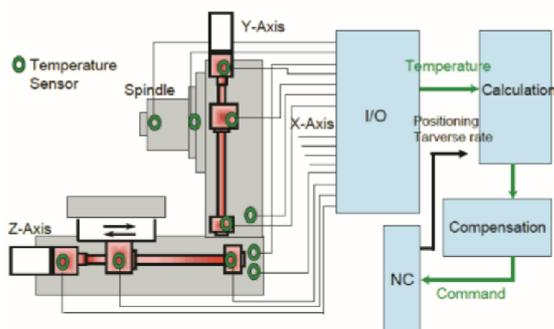 Y-Axis
Temperature
Sensor
Spindle
X-Axis
I/O
Temperature
Calculation
Positioning
Tarverse rate
Z-Axis
Compensation
NC
Command